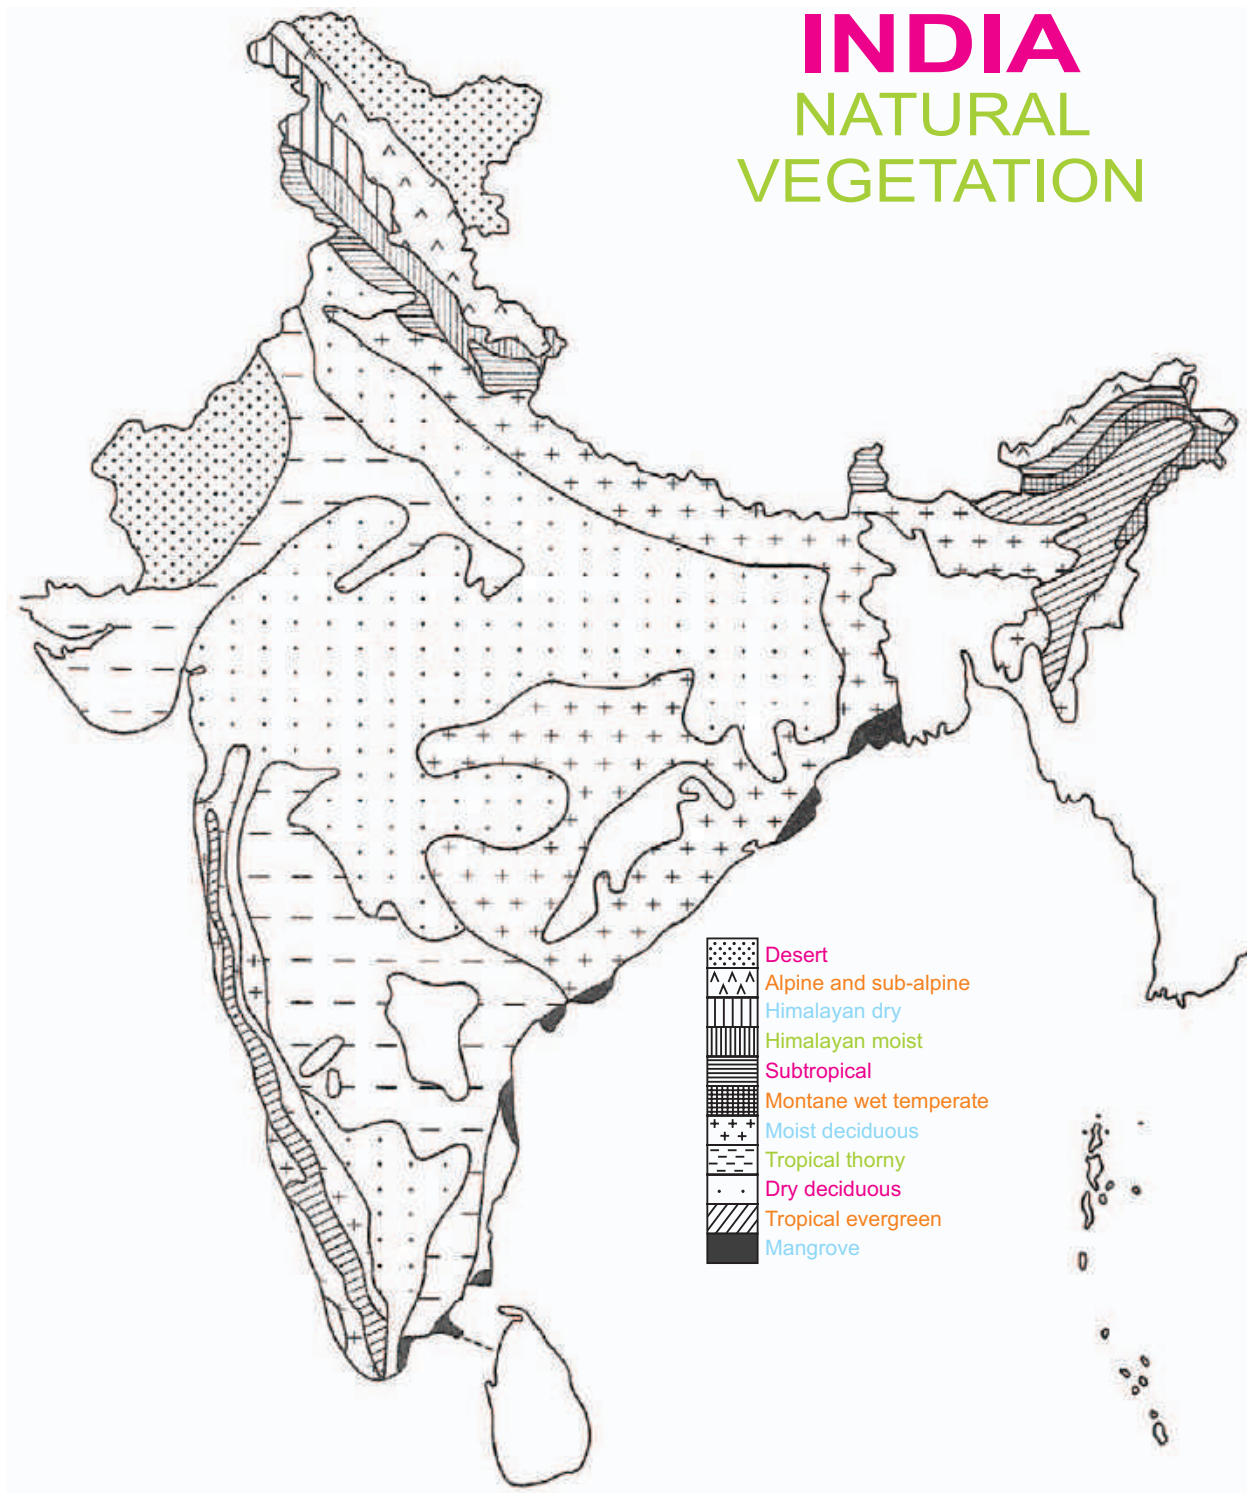 INDIA
NATURAL
VEGETATION
Desert
Alpine and sub-alpine
Himalayan dry
Himalayan moist
Subtropical
Montane wet temperate
Moist deciduous
Tropical thorny
Dry deciduous
Tropical evergreen
Mangrove